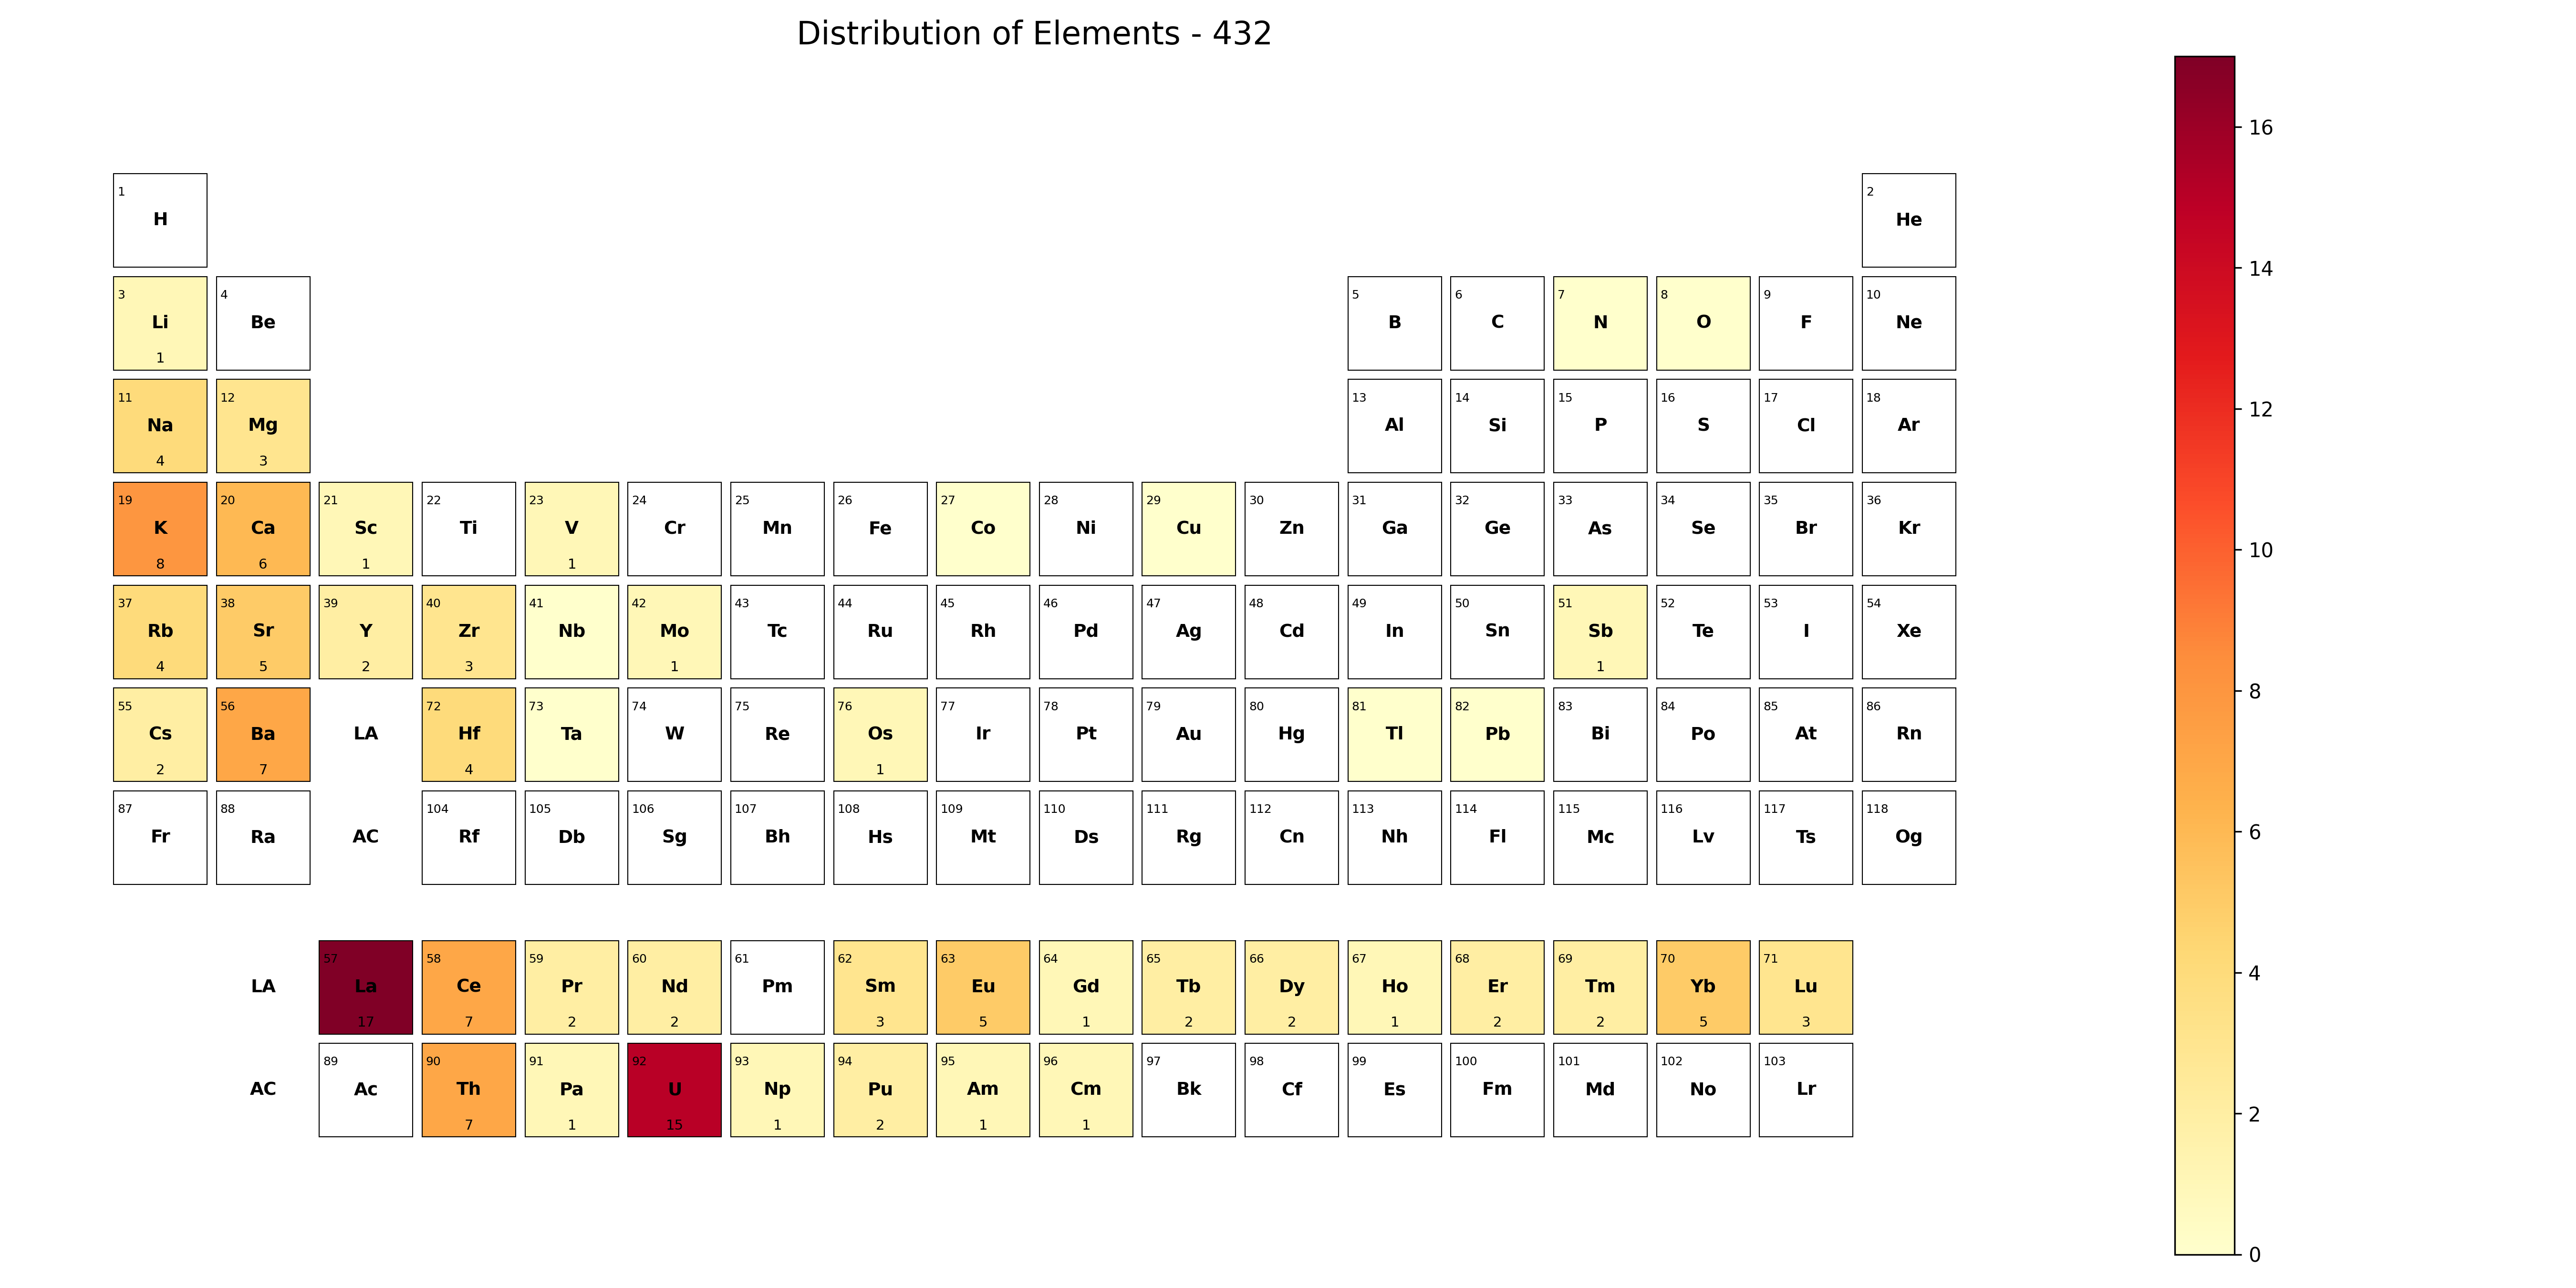 Distribution of Elements - 432
1 2
H He
3 4 5 6 7 8 9 10
Li Be B C N O F Ne
1
11 12 13 14 15 16 17 18
Na Mg Al Si P S Cl Ar
4 3
19 20 21 22 23 24 25 26 27 28 29 30 31 32 33 34 35 36
K Ca Sc Ti V Cr Mn Fe Co Ni Cu Zn Ga Ge As Se Br Kr
8 6 1 1
37 38 39 40 41 42 43 44 45 46 47 48 49 50 51 52 53 54
Rb Sr Y Zr Nb Mo Tc Ru Rh Pd Ag Cd In Sn Sb Te I Xe
4 5 2 3 1 1
55 56 72 73 74 75 76 77 78 79 80 81 82 83 84 85 86
Cs Ba LA Hf Ta W Re Os Ir Pt Au Hg Tl Pb Bi Po At Rn
2 7 4 1
87 88 104 105 106 107 108 109 110 111 112 113 114 115 116 117 118
Fr Ra AC Rf Db Sg Bh Hs Mt Ds Rg Cn Nh Fl Mc Lv Ts Og
57 58 59 60 61 62 63 64 65 66 67 68 69 70 71
LA La Ce Pr Nd Pm Sm Eu Gd Tb Dy Ho Er Tm Yb Lu
17 7 2 2 3 5 1 2 2 1 2 2 5 3
89 90 91 92 93 94 95 96 97 98 99 100 101 102 103
AC Ac Th Pa U Np Pu Am Cm Bk Cf Es Fm Md No Lr
7 1 15 1 2 1 1
16
14
12
10
8
6
4
2
0